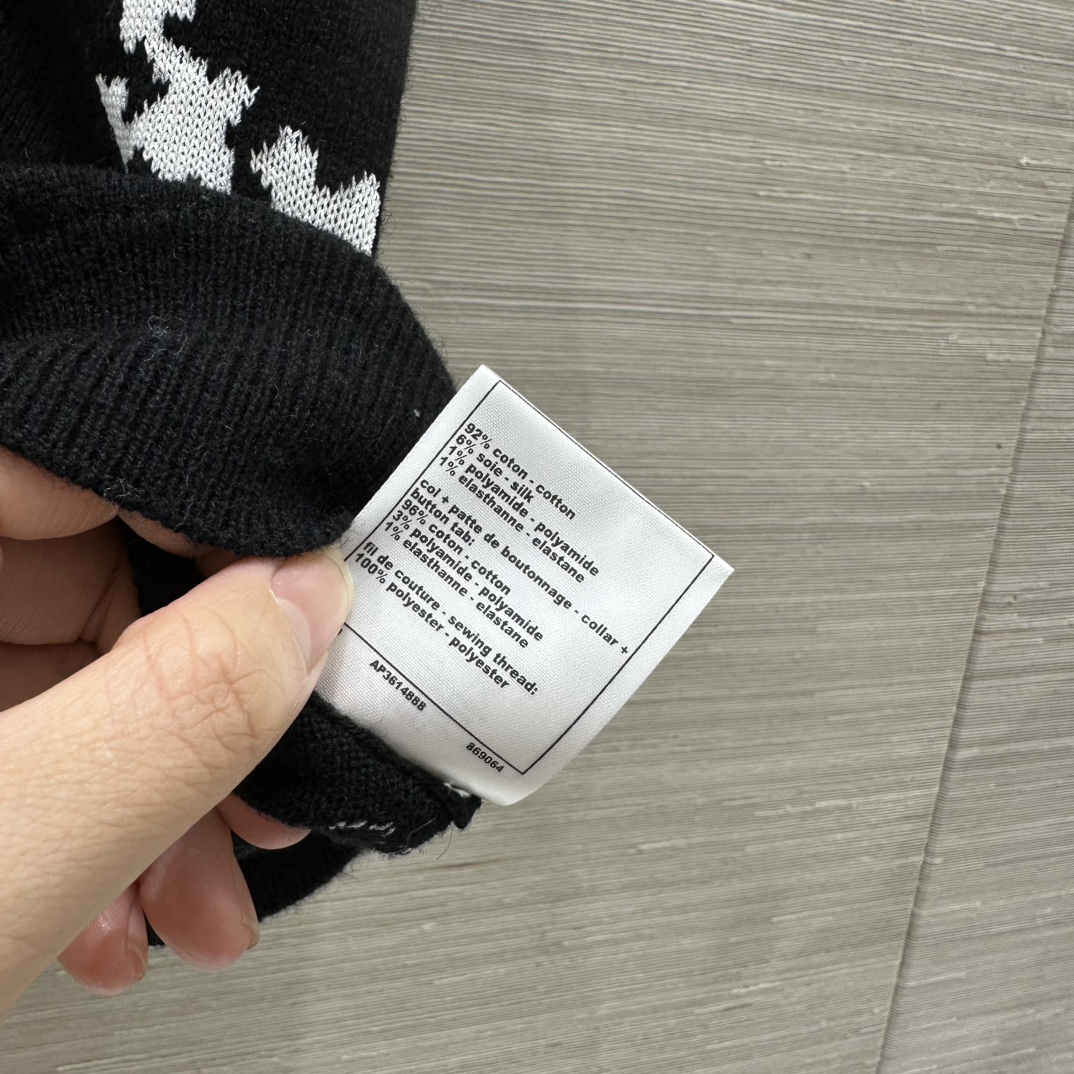 92% coton - cotton
6% soie - silk
1% polyamide - polyamide
1% elasthanne - elastane
col + patte de boutonnage - collar +
button tab:
96% coton - cotton
3% polyamide - polyamide
1% elasthanne - elastane
fil de couture - sewing thread:
100% polyester - polyester
AP3614888
869064